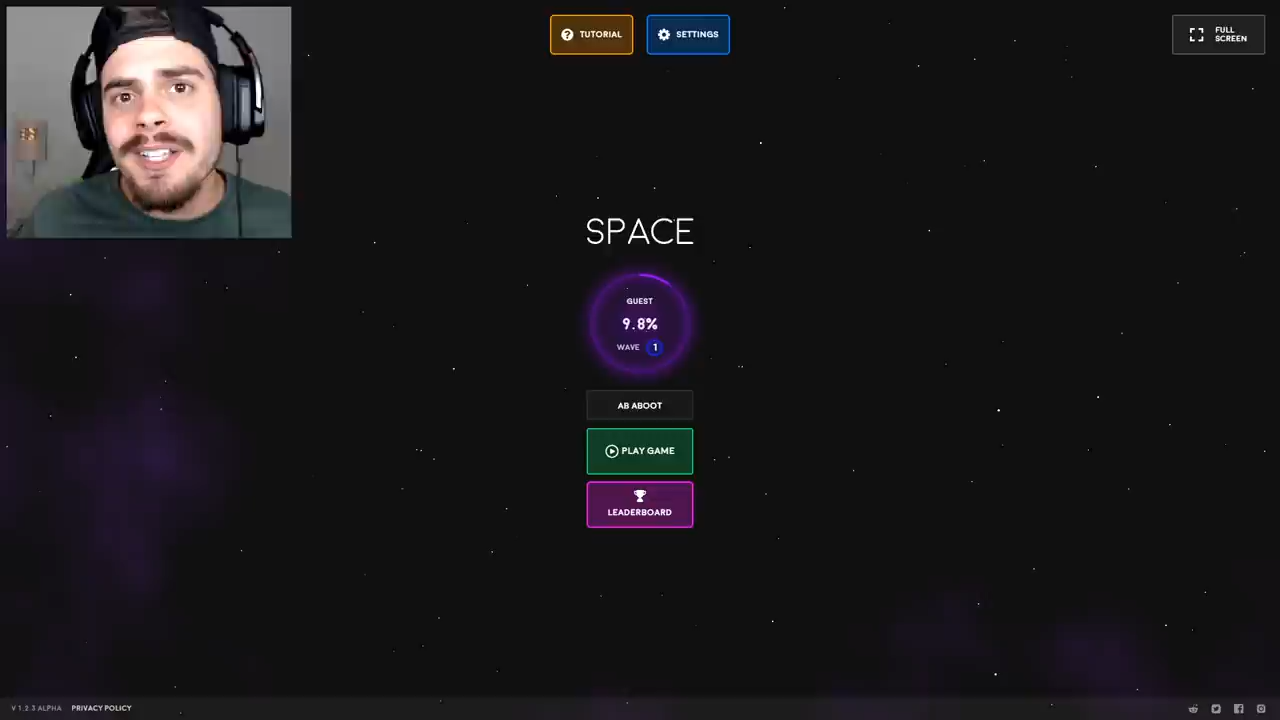 TUTORIAL
SETTINGS
FULL
SCREEN
SPACE
GUEST
9.8%
WAVE 1
AB ABOOT
PLAY GAME
LEADERBOARD
V 1.2.3 ALPHA PRIVACY POLICY